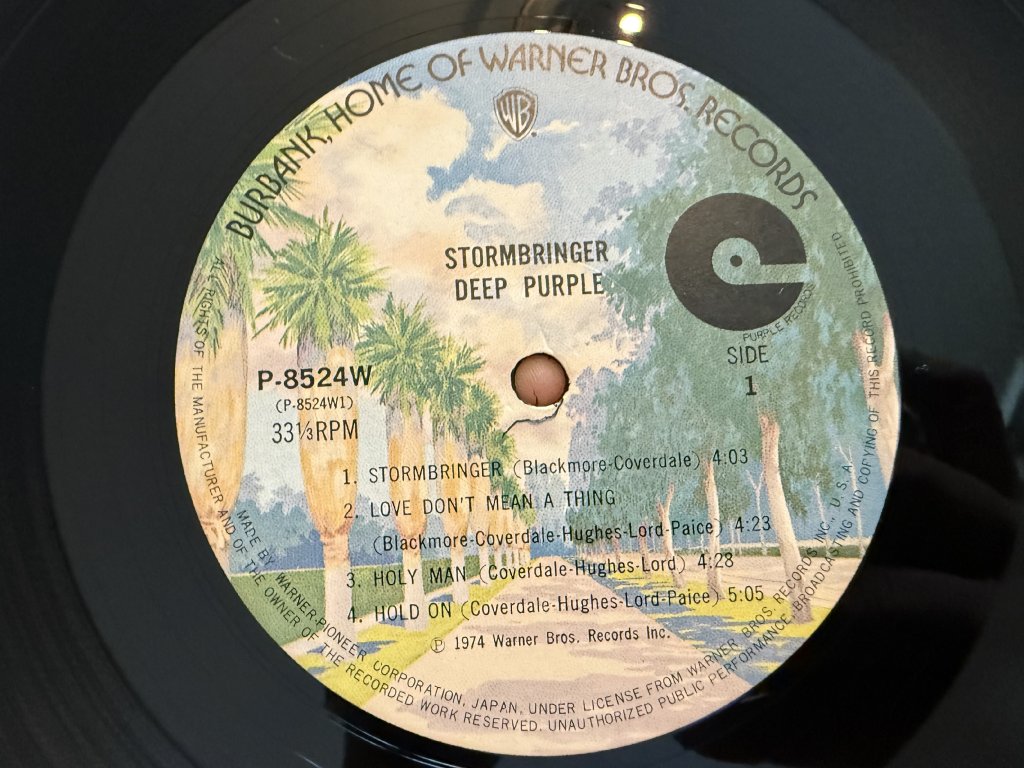 BURBANK, HOME OF WARNER BROS. RECORDS
WB
STORMBRINGER
DEEP PURPLE
PURPLE RECORDS
SIDE
1
P-8524W
(P-8524W1)
33⅓RPM
1. STORMBRINGER (Blackmore-Coverdale) 4:03
2. LOVE DON'T MEAN A THING
(Blackmore-Coverdale-Hughes-Lord-Paice) 4:23
3. HOLY MAN (Coverdale-Hughes-Lord) 4:28
4. HOLD ON (Coverdale-Hughes-Lord-Paice) 5:05
℗ 1974 Warner Bros. Records Inc.
MADE BY WARNER-PIONEER CORPORATION, JAPAN, UNDER LICENSE FROM WARNER BROS. RECORDS INC., U.S.A.
ALL RIGHTS OF THE MANUFACTURER AND OF THE OWNER OF THE RECORDED WORK RESERVED. UNAUTHORIZED PUBLIC PERFORMANCE, BROADCASTING AND COPYING OF THIS RECORD PROHIBITED